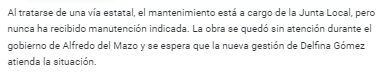 Al tratarse de una vía estatal, el mantenimiento está a cargo de la Junta Local, pero
nunca ha recibido manutención indicada. La obra se quedó sin atención durante el
gobierno de Alfredo del Mazo y se espera que la nueva gestión de Delfina Gómez
atienda la situación.